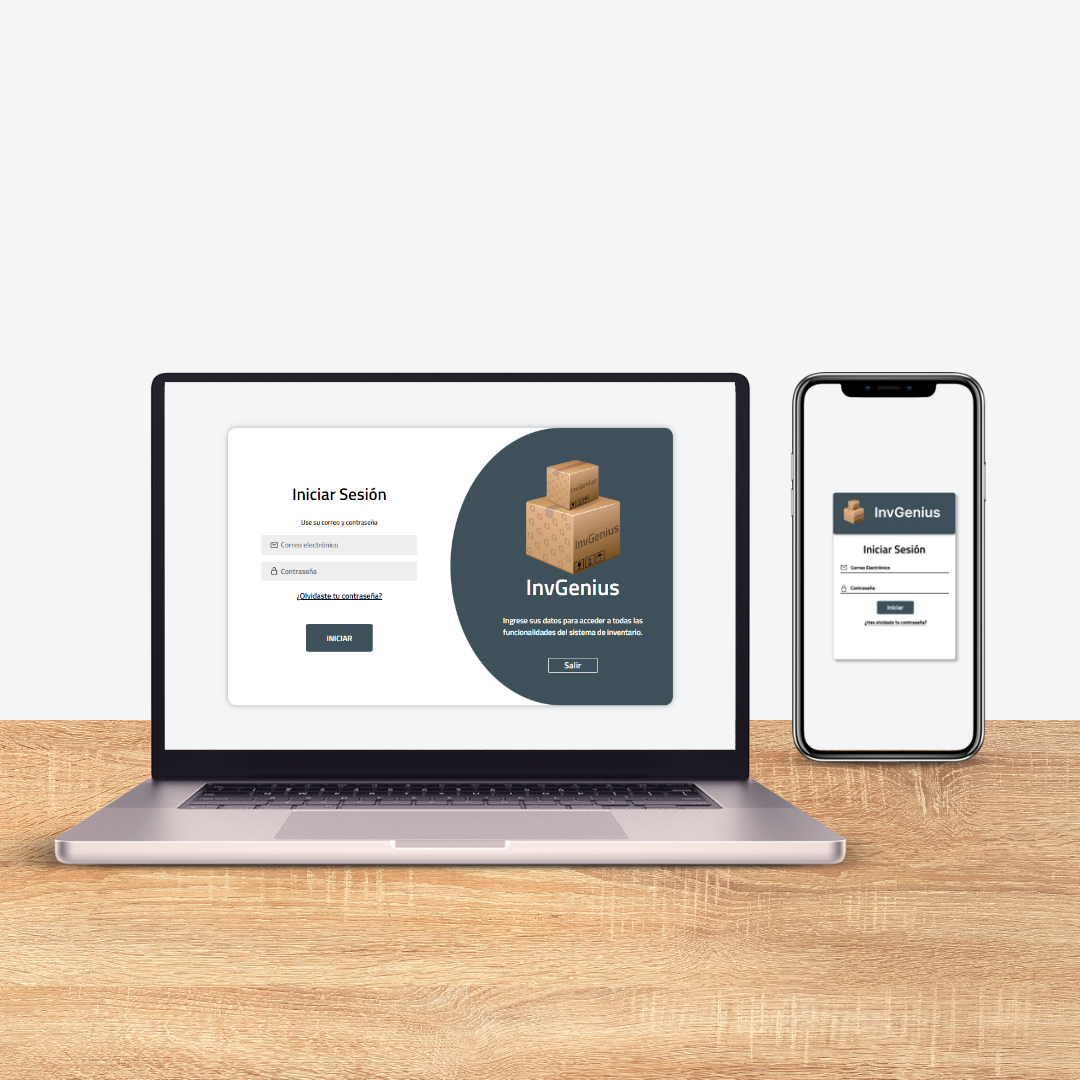 Iniciar Sesión
Use su correo y contraseña
Correo electrónico
Contraseña
¿Olvidaste tu contraseña?
INICIAR
InvGenius
InvGenius
InvGenius
Ingrese sus datos para acceder a todas las
funcionalidades del sistema de inventario.
Salir
InvGenius
Iniciar Sesión
Correo Electrónico
Contraseña
Iniciar
¿Has olvidado tu contraseña?